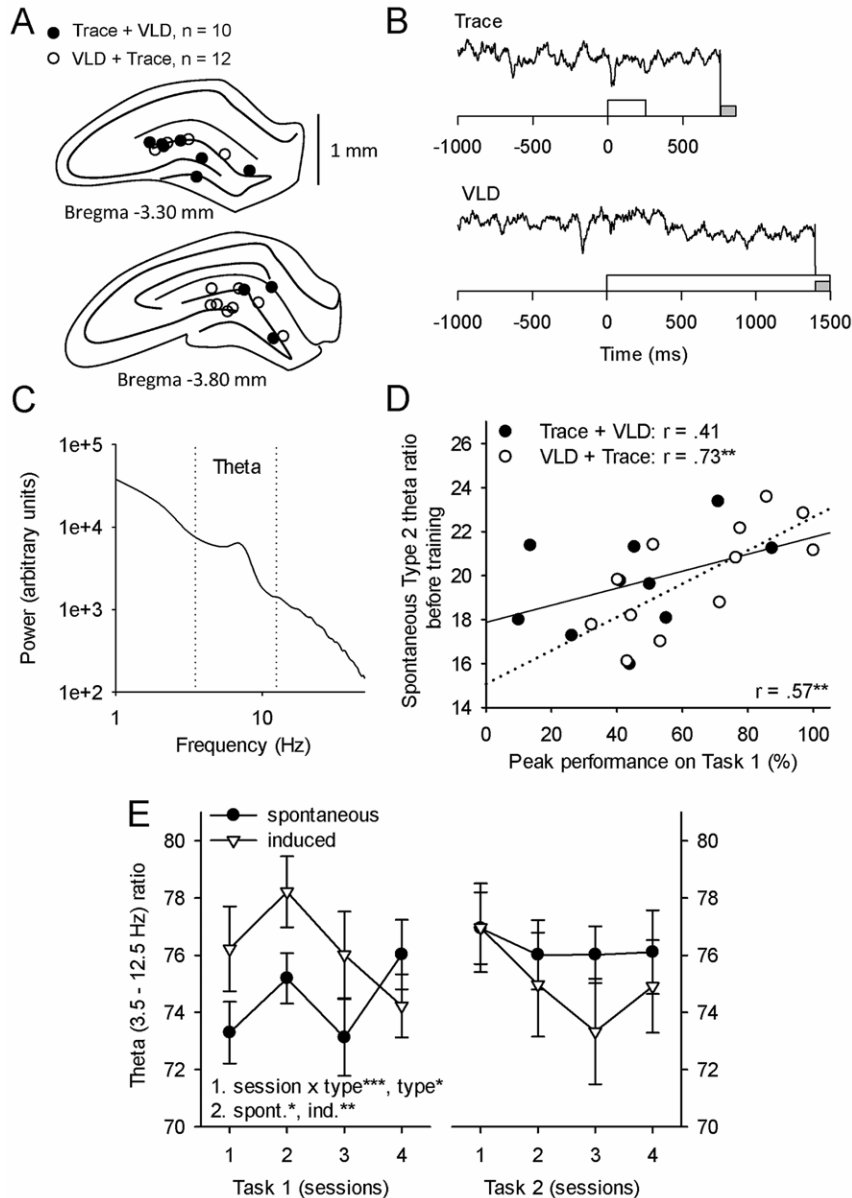 A
Trace + VLD, n = 10
VLD + Trace, n = 12
1 mm
Bregma -3.30 mm
Bregma -3.80 mm
B
Trace
-1000 -500 0 500
VLD
-1000 -500 0 500 1000 1500
Time (ms)
C
1e+5
1e+4
1e+3
1e+2
Theta
Power (arbitrary units)
1 10
Frequency (Hz)
D
Trace + VLD: r = .41
VLD + Trace: r = .73**
26
24
22
20
18
16
14
Spontaneous Type 2 theta ratio
before training
r = .57**
0 20 40 60 80 100
Peak performance on Task 1 (%)
E
spontaneous
induced
80 80
78 78
76 76
74 74
72 72
70 70
Theta (3.5 - 12.5 Hz) ratio
1. session x type***, type*
2. spont.*, ind.**
1 2 3 4 1 2 3 4
Task 1 (sessions) Task 2 (sessions)